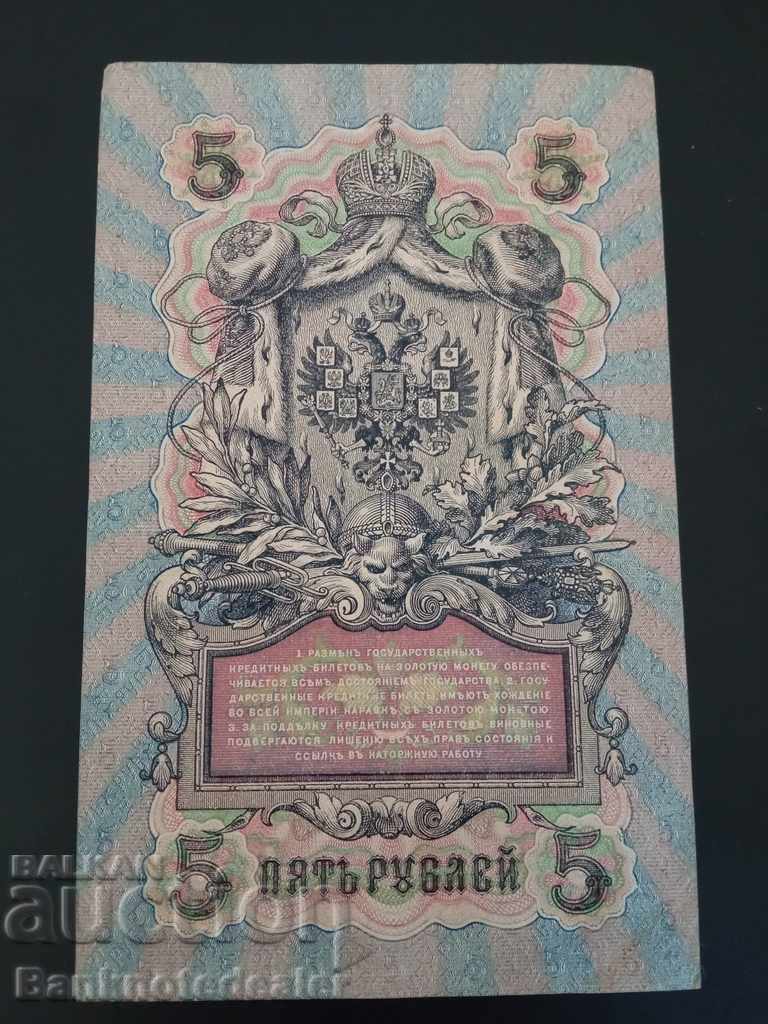 5 5
1. РАЗМѢНЪ ГОСУДАРСТВЕННЫХЪ
КРЕДИТНЫХЪ БИЛЕТОВЪ НА ЗОЛОТУЮ МОНЕТУ ОБЕЗПЕ-
ЧИВАЕТСЯ ВСѢМЪ ДОСТОЯНІЕМЪ ГОСУДАРСТВА. 2. ГОСУ-
ДАРСТВЕННЫЕ КРЕДИТНЫЕ БИЛЕТЫ ИМѢЮТЪ ХОЖДЕНІЕ
ВО ВСЕЙ ИМПЕРІИ НАРАВНѢ СЪ ЗОЛОТОЮ МОНЕТОЮ
3. ЗА ПОДДѢЛКУ КРЕДИТНЫХЪ БИЛЕТОВЪ ВИНОВНЫЕ
ПОДВЕРГАЮТСЯ ЛИШЕНІЮ ВСѢХЪ ПРАВЪ СОСТОЯНІЯ И
ССЫЛКѢ ВЪ КАТОРЖНУЮ РАБОТУ
5 ПЯТЬ РУБЛЕЙ 5
BALKAN
auction
Banknotedealer